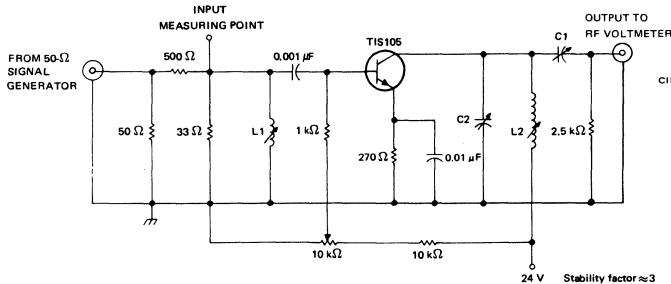 INPUT
MEASURING POINT
OUTPUT TO
RF VOLTMETER
FROM 50-Ω
SIGNAL
GENERATOR
500 Ω
0.001 μF
TIS105
C1
CI
50 Ω
33 Ω
L1
1 kΩ
270 Ω
0.01 μF
C2
L2
2.5 kΩ
10 kΩ
10 kΩ
24 V
Stability factor ≈3